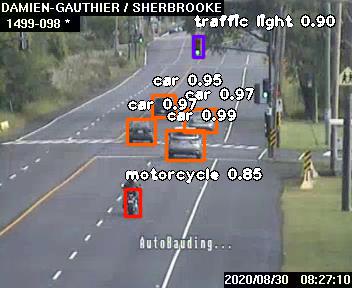 DAMIEN-GAUTHIER / SHERBROOKE
1499-098 *
traffic light 0.90
car 0.95
car 0.97
car 0.97
car 0.99
motorcycle 0.85
AutoBauding...
2020/08/30 08:27:10